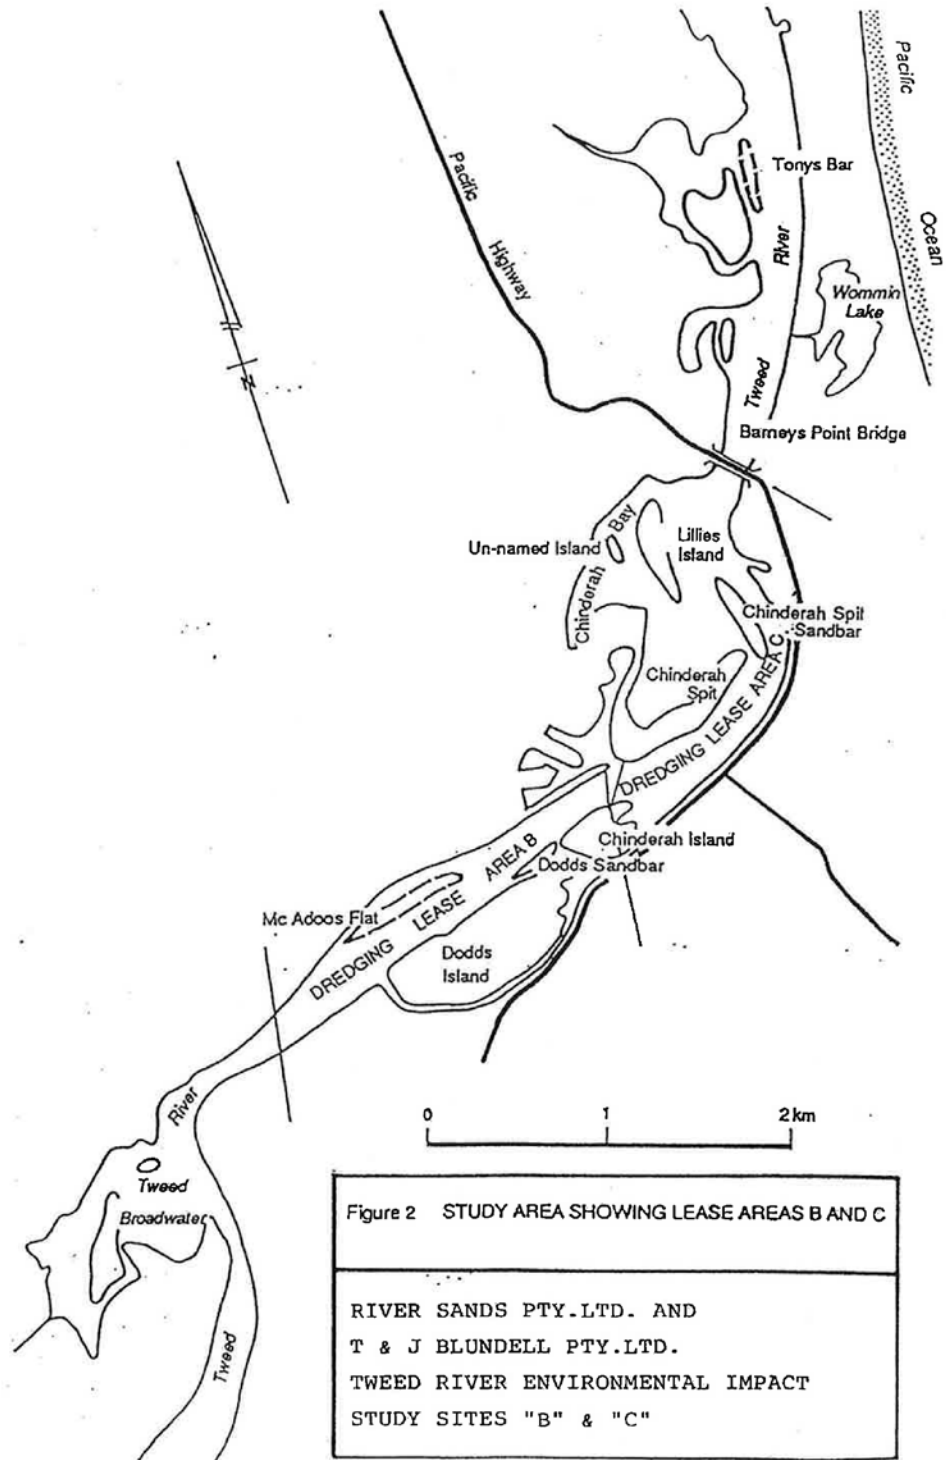 Pacific
Ocean
Pacific
Highway
Tonys Bar
River
Wommin
Lake
Tweed
Barneys Point Bridge
N
Un-named Island
Chinderah Bay
Lillies
Island
Chinderah Spit
Sandbar
Chinderah
Spit
DREDGING LEASE AREA C
Chinderah Island
Dodds Sandbar
DREDGING LEASE AREA B
Mc Adoos Flat
Dodds
Island
River
Tweed
Broadwater
Tweed
0 1 2 km
Figure 2 STUDY AREA SHOWING LEASE AREAS B AND C
RIVER SANDS PTY.LTD. AND
T & J BLUNDELL PTY.LTD.
TWEED RIVER ENVIRONMENTAL IMPACT
STUDY SITES "B" & "C"